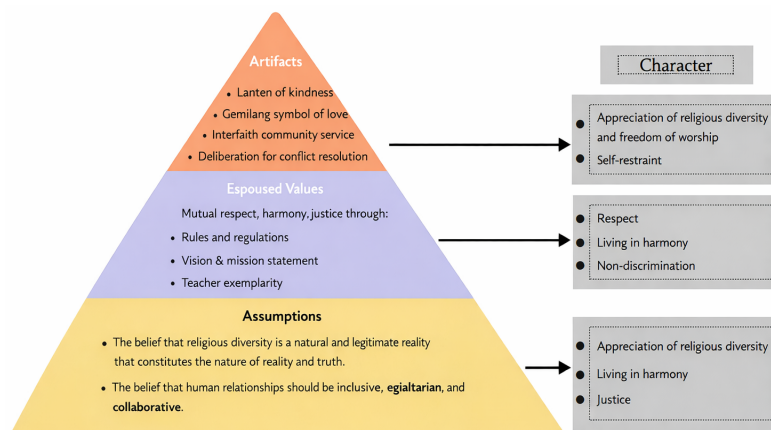 Artifacts
• Lanten of kindness
• Gemilang symbol of love
• Interfaith community service
• Deliberation for conflict resolution
Character
● Appreciation of religious diversity
and freedom of worship
● Self-restraint
Espoused Values
Mutual respect, harmony, justice through:
• Rules and regulations
• Vision & mission statement
• Teacher exemplarity
● Respect
● Living in harmony
● Non-discrimination
Assumptions
• The belief that religious diversity is a natural and legitimate reality
that constitutes the nature of reality and truth.
• The belief that human relationships should be inclusive, egialtarian, and
collaborative.
● Appreciation of religious diversity
● Living in harmony
● Justice